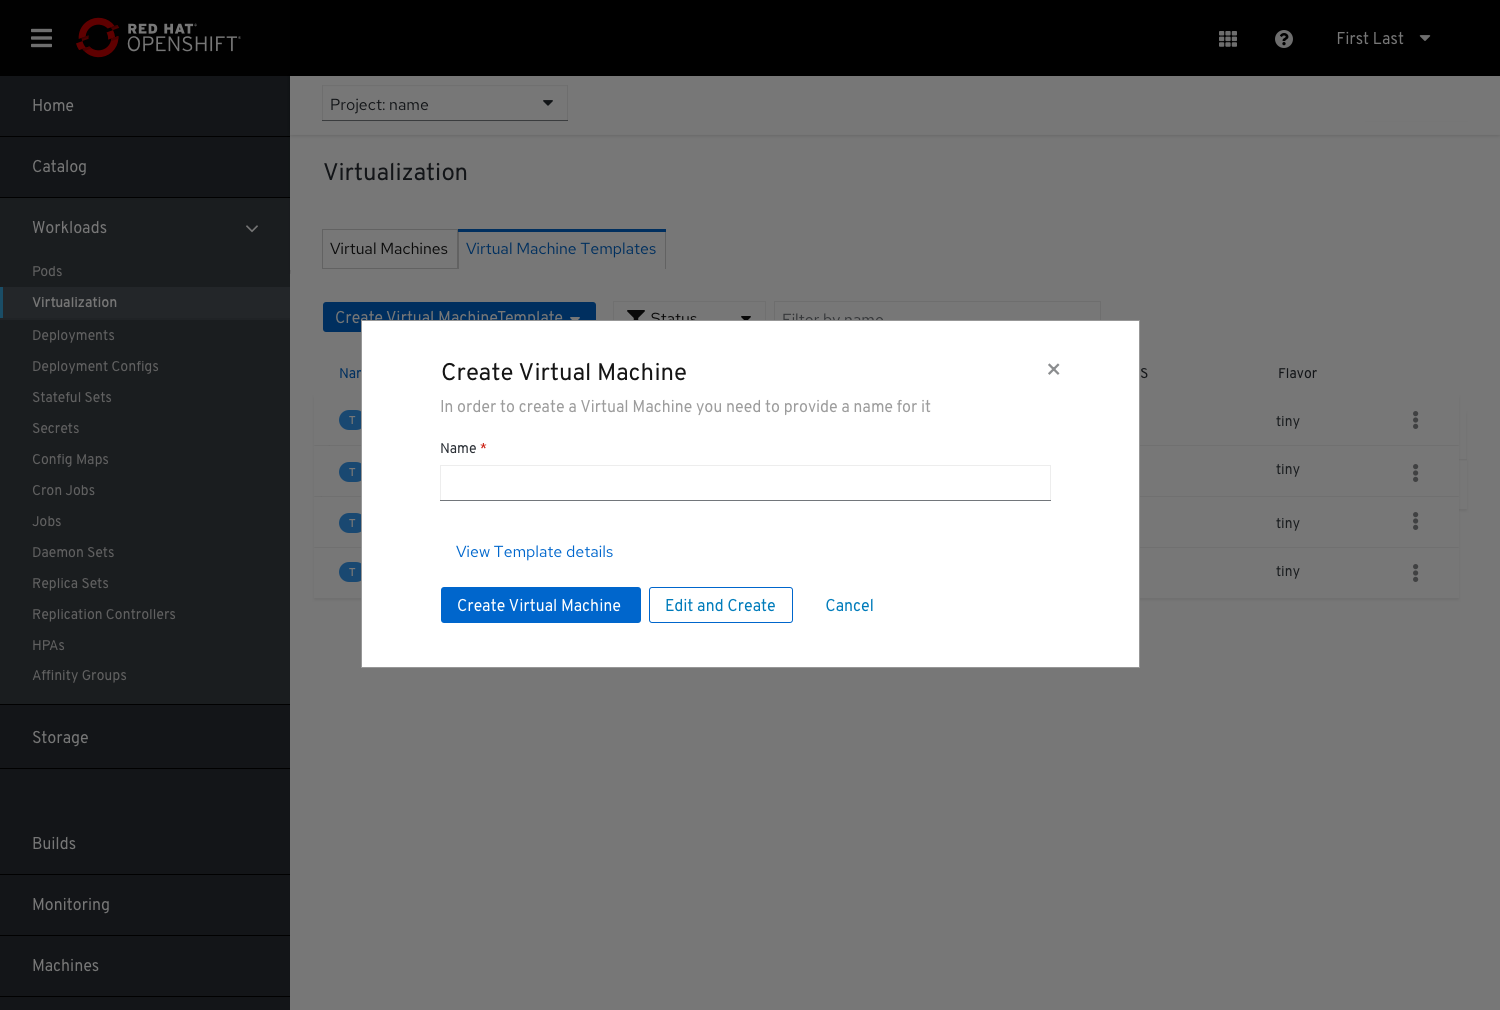 RED HAT
OPENSHIFT
First Last
Home
Catalog
Workloads
Pods
Virtualization
Deployments
Deployment Configs
Stateful Sets
Secrets
Config Maps
Cron Jobs
Jobs
Daemon Sets
Replica Sets
Replication Controllers
HPAs
Affinity Groups
Storage
Builds
Monitoring
Machines
Project: name
Virtualization
Virtual Machines
Virtual Machine Templates
Create Virtual MachineTemplate
Status
Filter by name
Flavor
T
tiny
T
tiny
T
tiny
T
tiny
Create Virtual Machine
×
In order to create a Virtual Machine you need to provide a name for it
Name *
View Template details
Create Virtual Machine
Edit and Create
Cancel